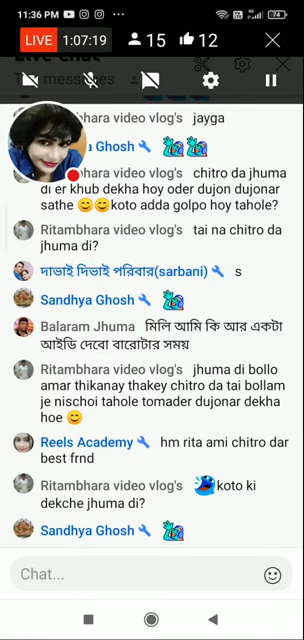 11:36 PM
74
LIVE 1:07:19 15 12
Live chat
messages
bhara video vlog's jayga
a Ghosh
hara video vlog's chitro da jhuma
di er khub dekha hoy oder dujon dujonar
sathe 😊😊koto adda golpo hoy tahole?
Ritambhara video vlog's tai na chitro da
jhuma di?
দাভাই দিভাই পরিবার(sarbani) s
Sandhya Ghosh
Balaram Jhuma মিলি আমি কি আর একটা
আইডি দেবো বারোটার সময়
Ritambhara video vlog's jhuma di bollo
amar thikanay thakey chitro da tai bollam
je nischoi tahole tomader dujonar dekha
hoe 😊
Reels Academy hm rita ami chitro dar
best frnd
Ritambhara video vlog's koto ki
dekche jhuma di?
Sandhya Ghosh
Chat...